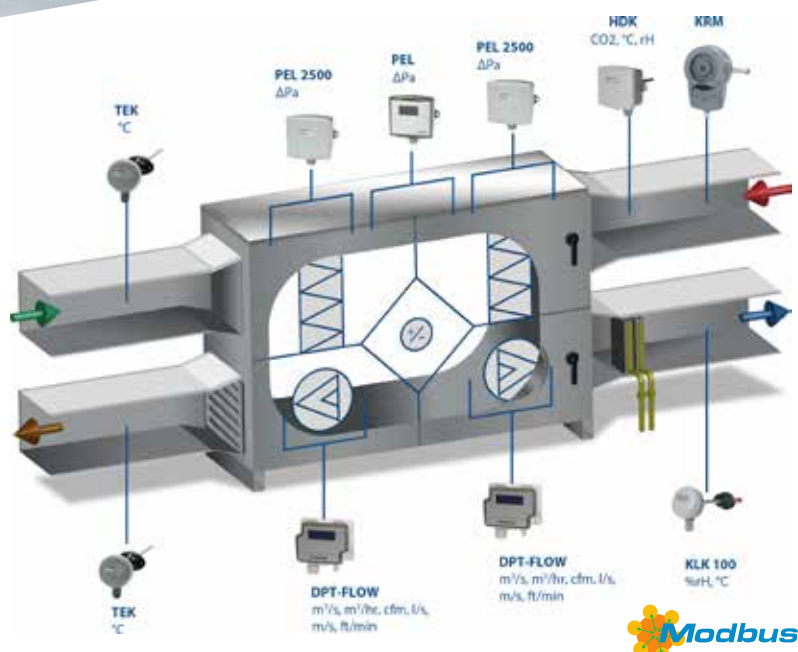 HDK
CO2, °C, rH
KRM
PEL 2500
ΔPa
PEL
ΔPa
PEL 2500
ΔPa
TEK
°C
+/-
DPT-FLOW
m³/s, m³/hr, cfm, l/s,
m/s, ft/min
DPT-FLOW
m³/s, m³/hr, cfm, l/s,
m/s, ft/min
KLK 100
%rH, °C
TEK
°C
Modbus